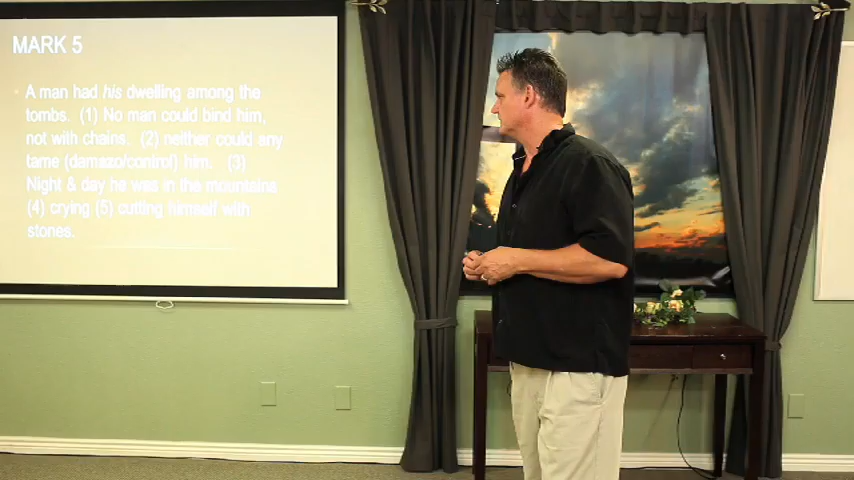 MARK 5
• A man had his dwelling among the
tombs. (1) No man could bind him,
not with chains: (2) neither could any
tame (damazo/control) him. (3)
Night & day he was in the mountains
(4) crying (5) cutting himself with
stones.